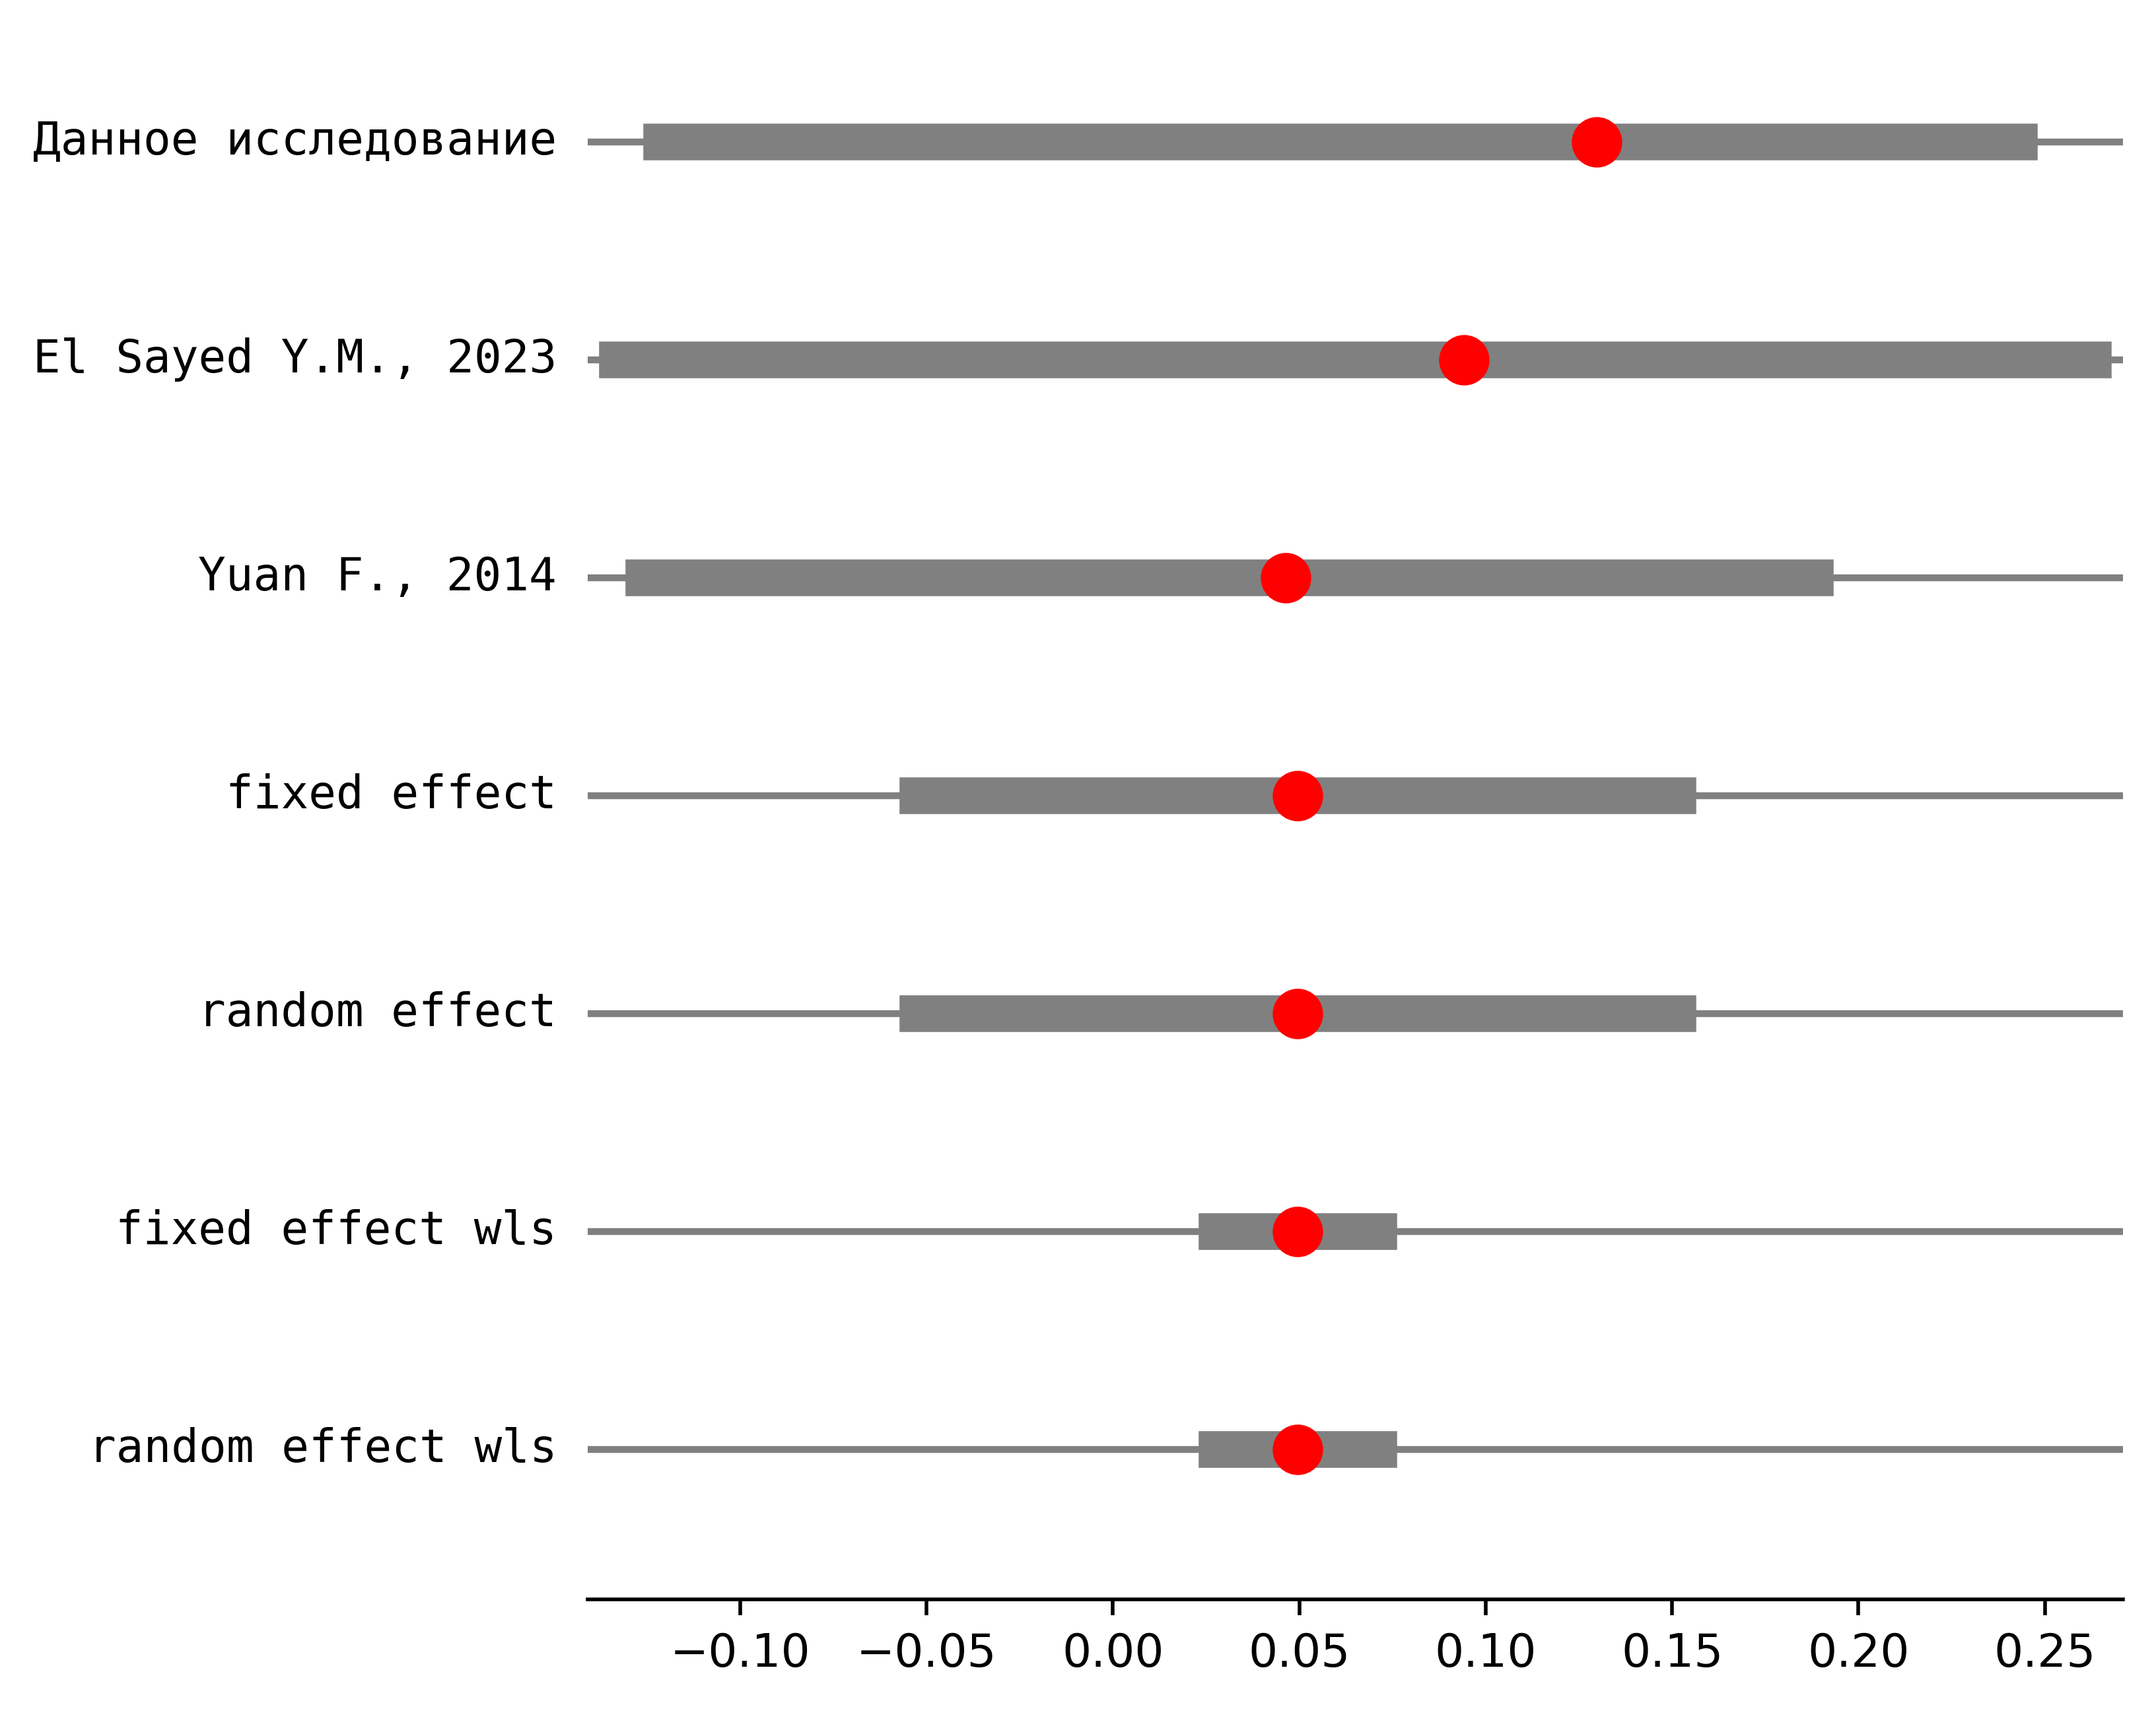 Данное исследование
El Sayed Y.M., 2023
Yuan F., 2014
fixed effect
random effect
fixed effect wls
random effect wls
−0.10 −0.05 0.00 0.05 0.10 0.15 0.20 0.25